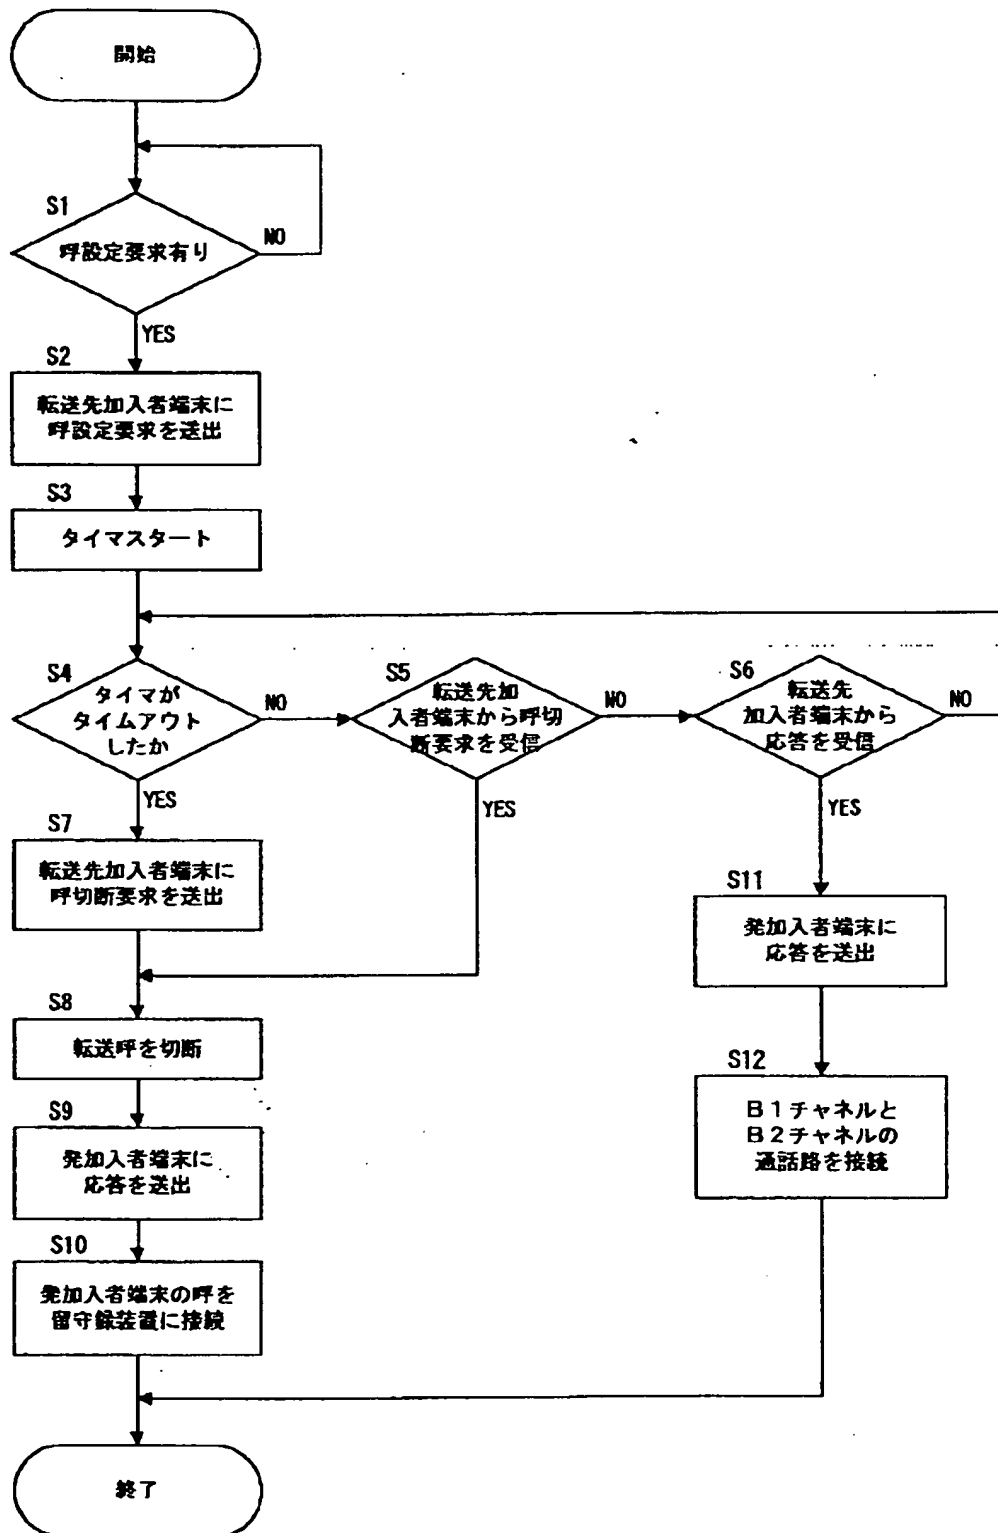 開始
S1
呼設定要求有り
NO
YES
S2
転送先加入者端末に
呼設定要求を送出
S3
タイマスタート
S4
タイマが
タイムアウト
したか
NO
YES
S5
転送先加
入者端末から呼切
断要求を受信
NO
YES
S6
転送先
加入者端末から
応答を受信
NO
YES
S7
転送先加入者端末に
呼切断要求を送出
S8
転送呼を切断
S9
発加入者端末に
応答を送出
S10
発加入者端末の呼を
留守録装置に接続
S11
発加入者端末に
応答を送出
S12
B1チャネルと
B2チャネルの
通話路を接続
終了